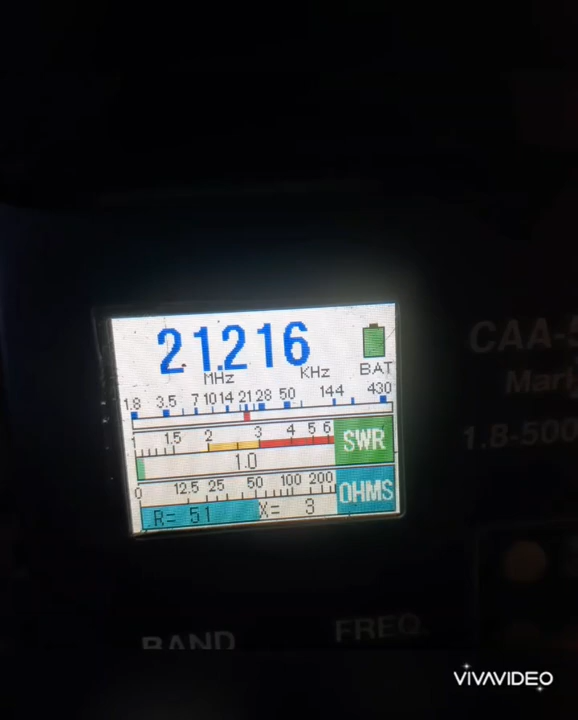 21.216
MHz KHz BAT
1.8 3.5 7 10 14 21 28 50 144 430
1 1.5 2 3 4 5 6 SWR
1.0
0 12.5 25 50 100 200 OHMS
R= 51 X= 3
CAA-5
1.8-500
BAND FREQ.
VIVAVIDEO